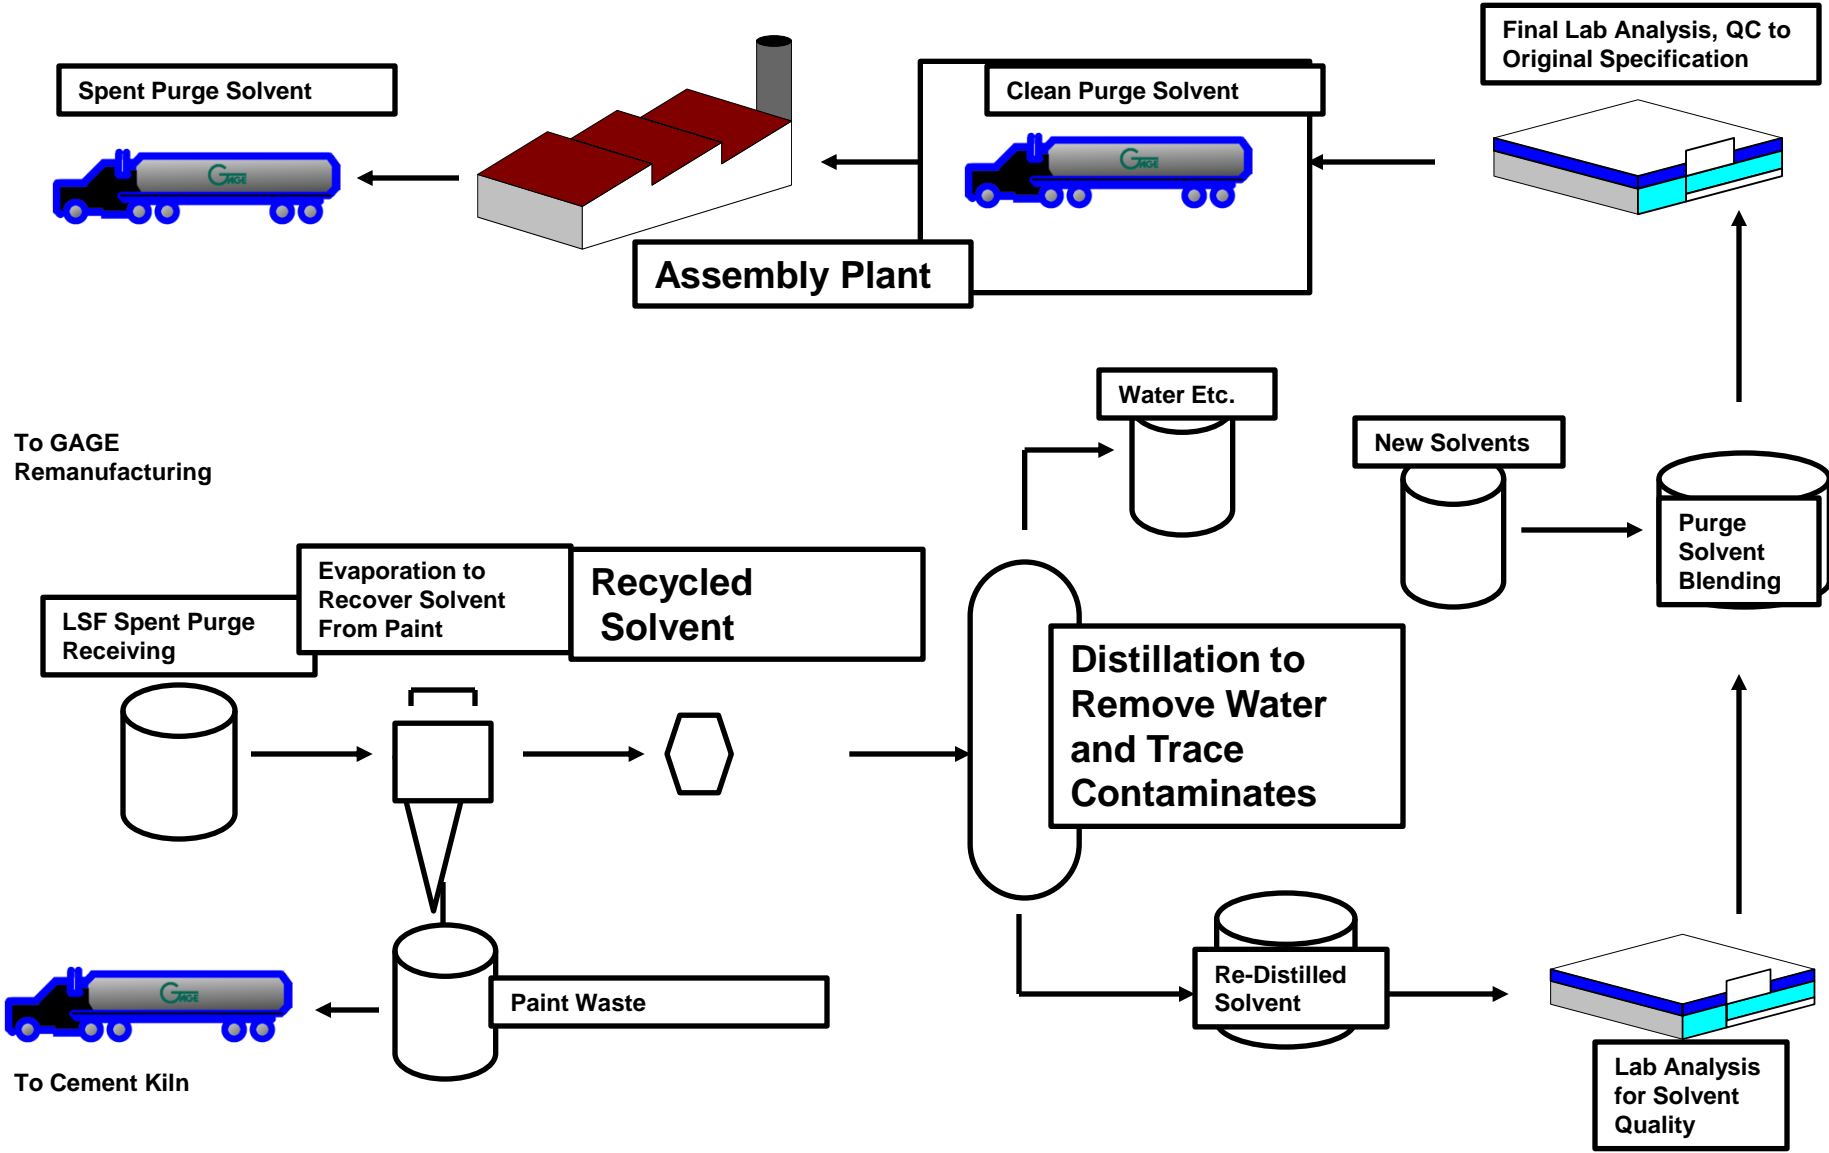 Final Lab Analysis, QC to
Original Specification
Spent Purge Solvent
Clean Purge Solvent
GAGE
GAGE
Assembly Plant
Water Etc.
To GAGE
Remanufacturing
New Solvents
Purge
Solvent
Blending
Evaporation to
Recover Solvent
From Paint
Recycled
Solvent
LSF Spent Purge
Receiving
Distillation to
Remove Water
and Trace
Contaminates
Re-Distilled
Solvent
GAGE
Paint Waste
To Cement Kiln
Lab Analysis
for Solvent
Quality